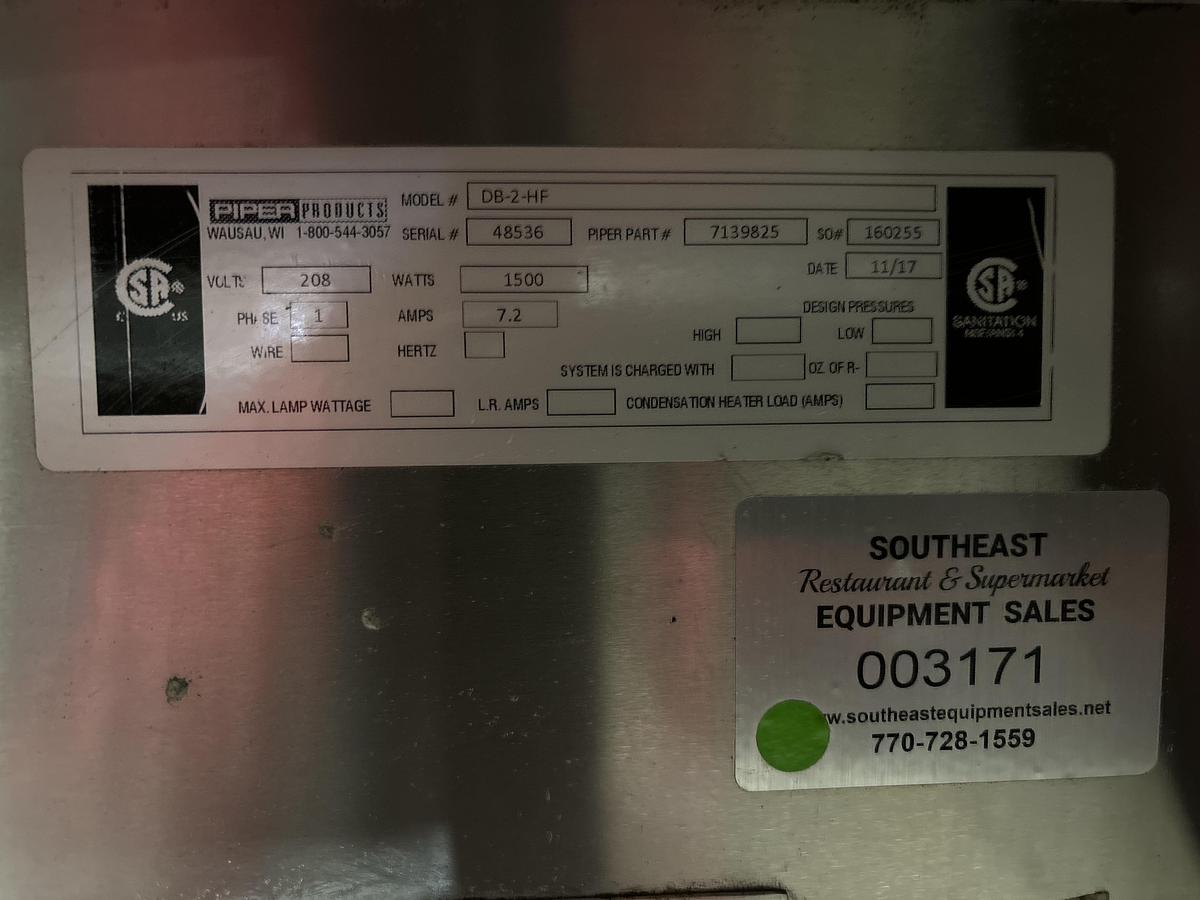 PIPER PRODUCTS
WAUSAU, WI 1-800-544-3057
MODEL # DB-2-HF
SERIAL # 48536 PIPER PART # 7139825 SO# 160255
DATE 11/17
VOLTS 208 WATTS 1500
PHASE 1 AMPS 7.2
DESIGN PRESSURES
HIGH LOW
WIRE HERTZ
SYSTEM IS CHARGED WITH OZ. OF R-
MAX. LAMP WATTAGE L.R. AMPS CONDENSATION HEATER LOAD (AMPS)
SA®
C US
SA®
SANITATION
SOUTHEAST
Restaurant & Supermarket
EQUIPMENT SALES
003171
w.southeastequipmentsales.net
770-728-1559